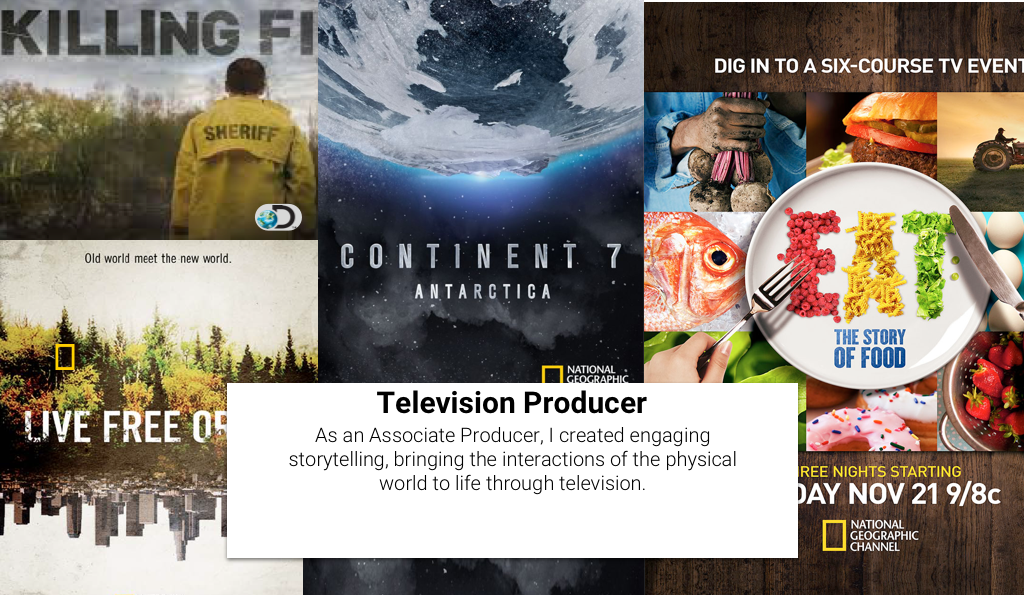 KILLING FI
SHERIFF
D
Old world meet the new world.
LIVE FREE OR
CONTINENT 7
ANTARCTICA
NATIONAL
GEOGRAPHIC
DIG IN TO A SIX-COURSE TV EVENT
EAT
THE STORY
OF FOOD
REE NIGHTS STARTING
DAY NOV 21 9/8c
NATIONAL
GEOGRAPHIC
CHANNEL
Television Producer
As an Associate Producer, I created engaging
storytelling, bringing the interactions of the physical
world to life through television.